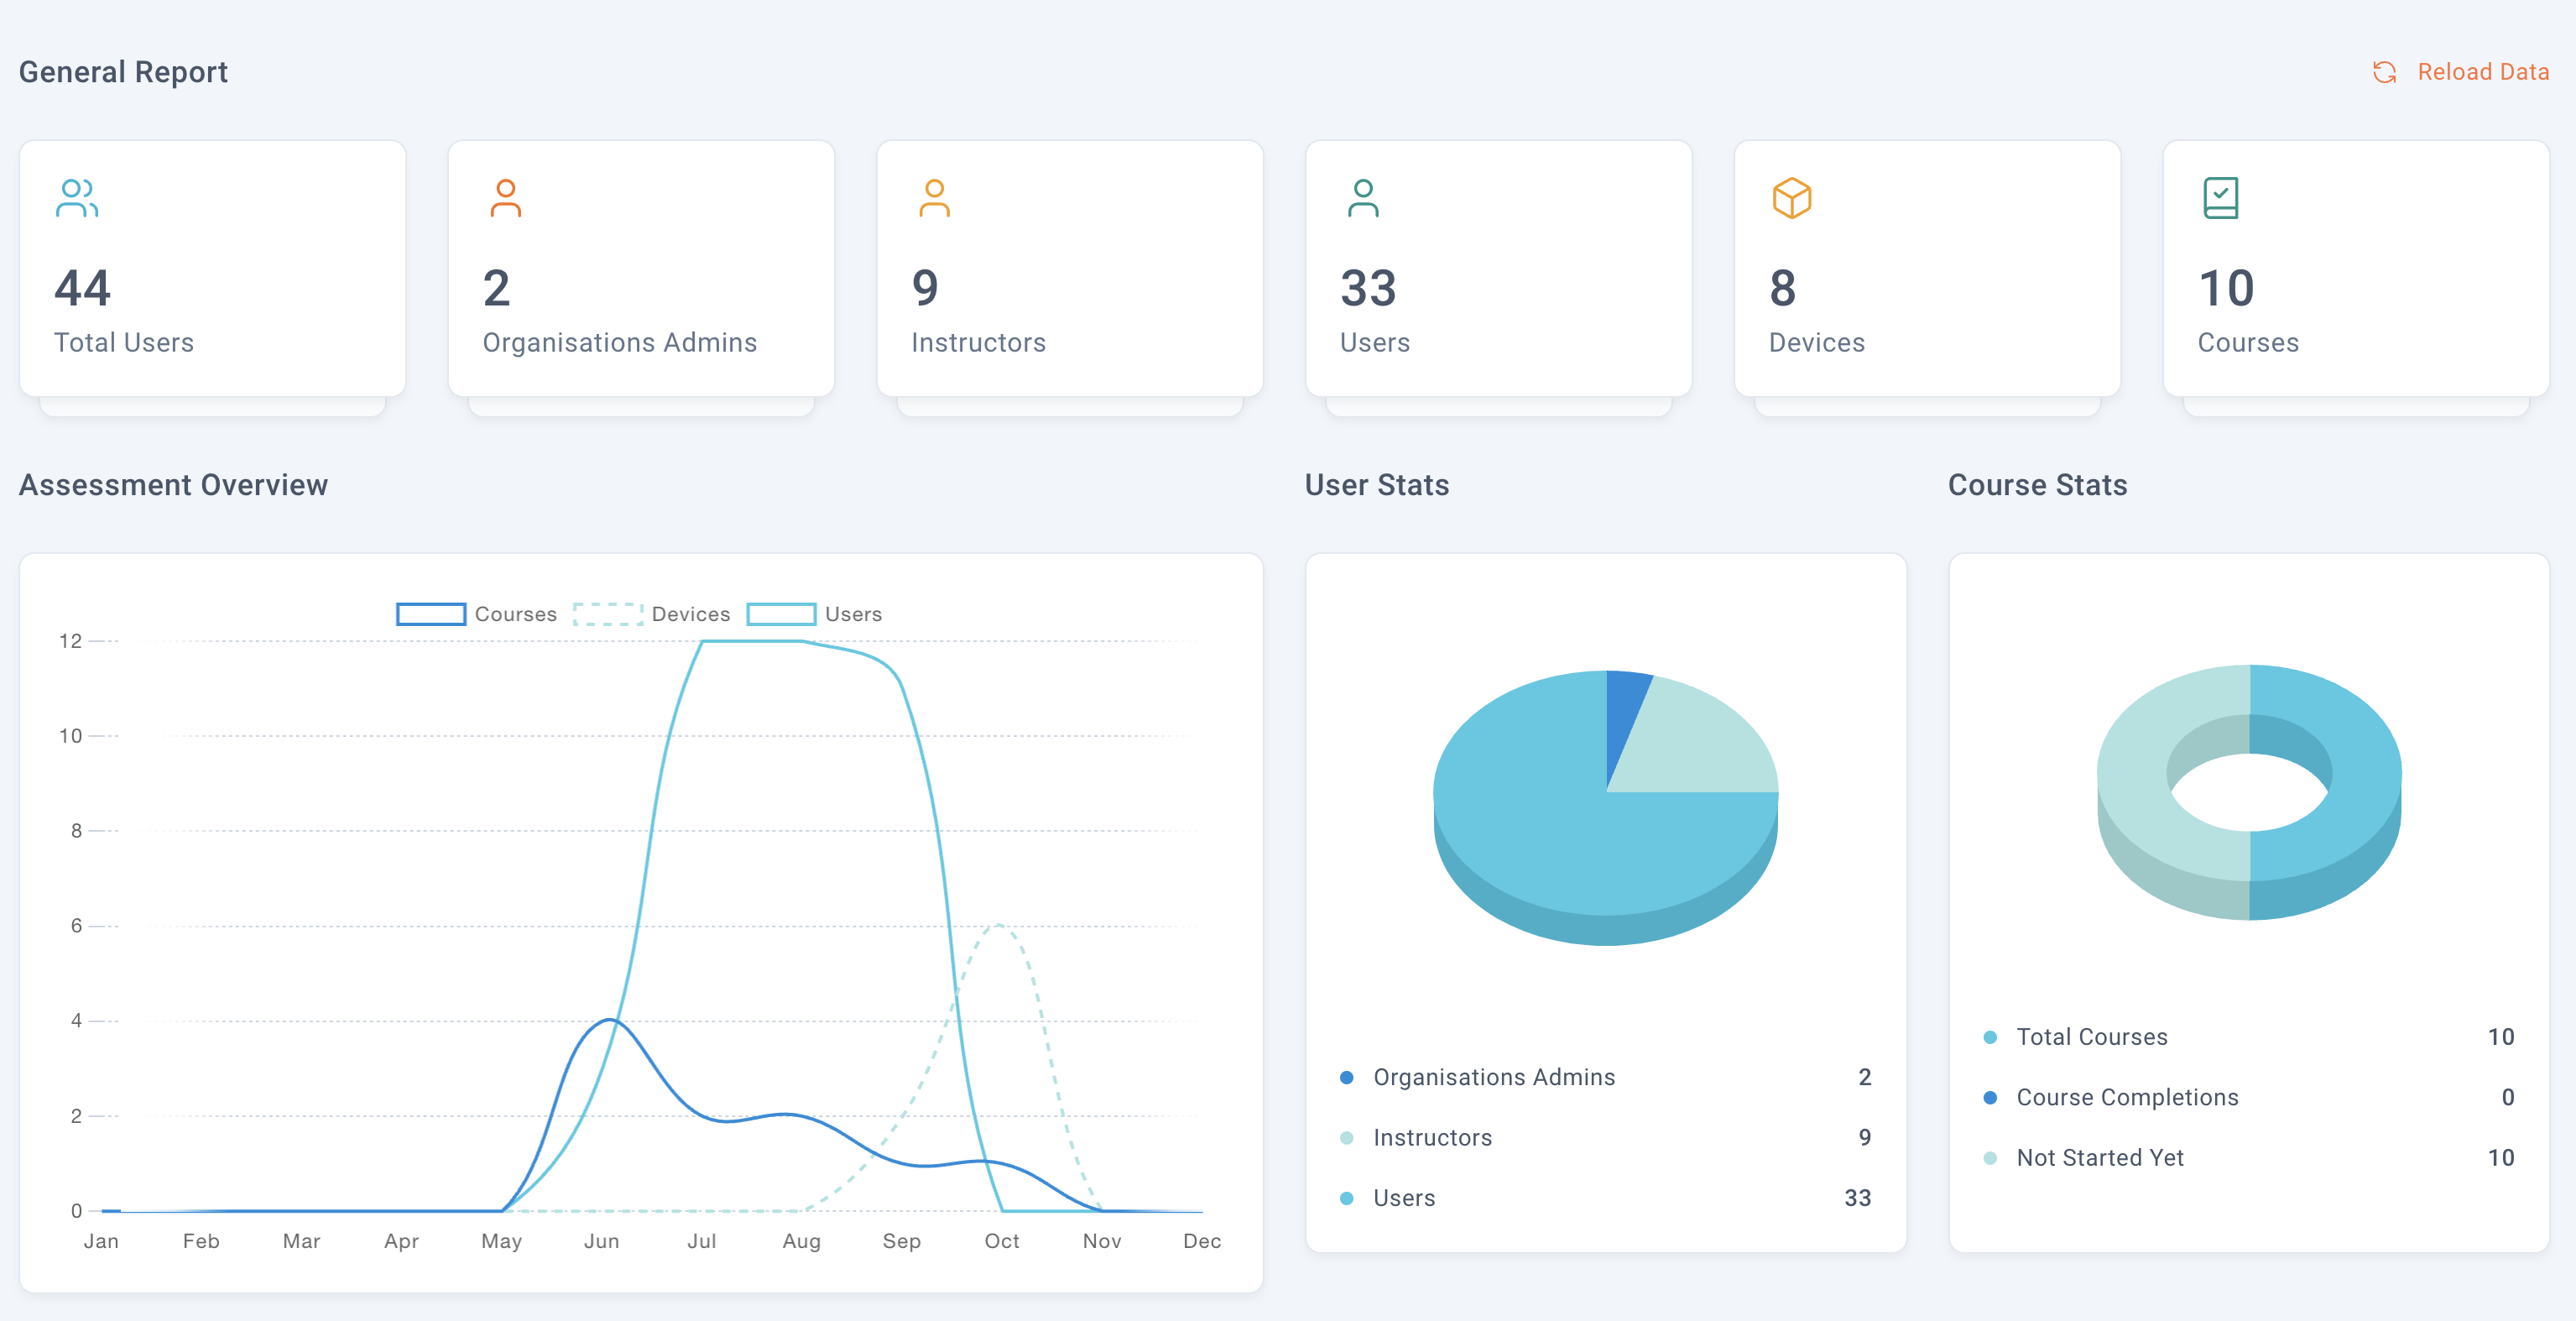 General Report
Reload Data
44
Total Users
2
Organisations Admins
9
Instructors
33
Users
8
Devices
10
Courses
Assessment Overview
Courses
Devices
Users
12
10
8
6
4
2
0
Jan
Feb
Mar
Apr
May
Jun
Jul
Aug
Sep
Oct
Nov
Dec
User Stats
Organisations Admins 2
Instructors 9
Users 33
Course Stats
Total Courses 10
Course Completions 0
Not Started Yet 10